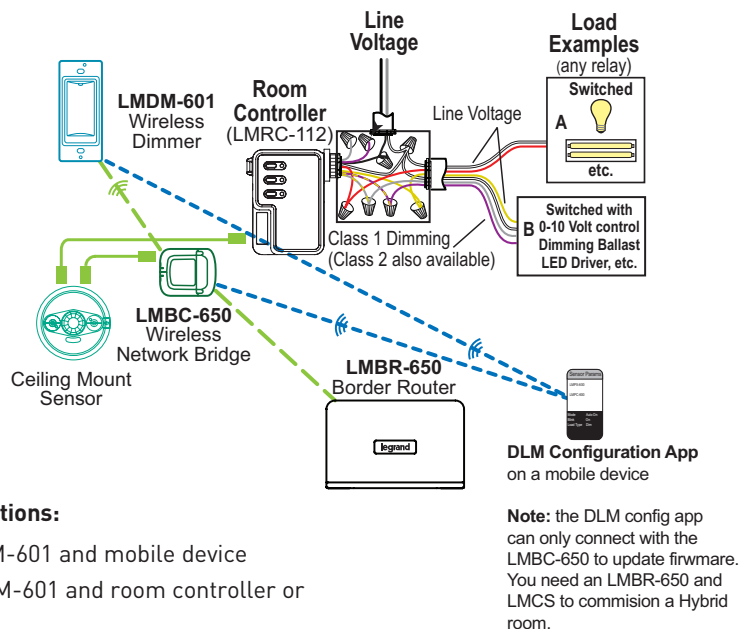 Line
Voltage
Load
Examples
(any relay)
Switched
A
etc.
LMDM-601
Wireless
Dimmer
Room
Controller
(LMRC-112)
Line Voltage
Switched with
B 0-10 Volt control
Dimming Ballast
LED Driver, etc.
Class 1 Dimming
(Class 2 also available)
LMBC-650
Wireless
Network Bridge
Ceiling Mount
Sensor
LMBR-650
Border Router
legrand
Sensor Params
DLM Configuration App
on a mobile device
Note: the DLM config app
can only connect with the
LMBC-650 to update firwmare.
You need an LMBR-650 and
LMCS to commision a Hybrid
room.
tions:
M-601 and mobile device
M-601 and room controller or